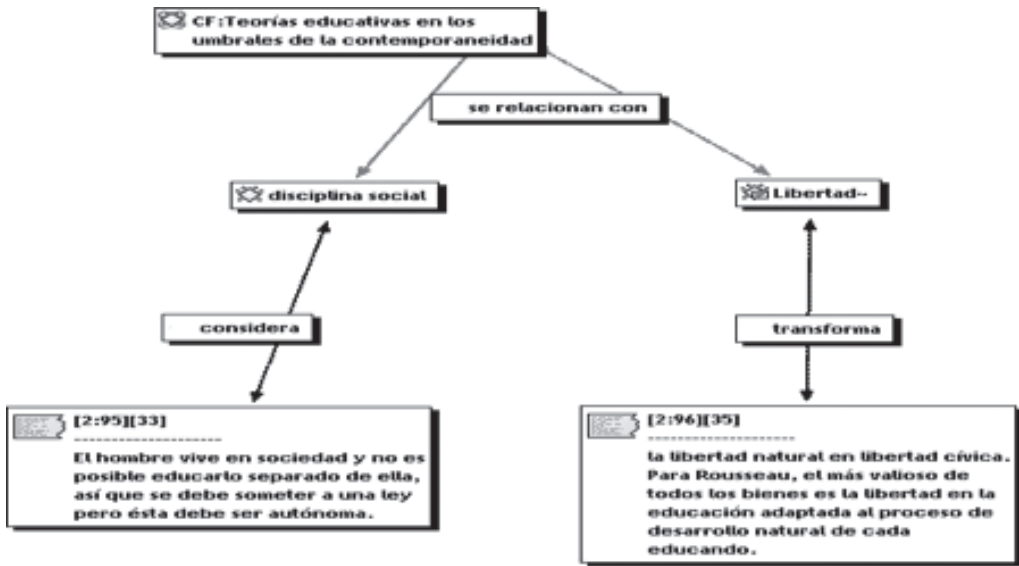 CF:Teorías educativas en los
umbrales de la contemporaneidad
se relacionan con
disciplina social
Libertad~
considera
transforma
[2:95][33]
--------------------
El hombre vive en sociedad y no es
posible educarlo separado de ella,
así que se debe someter a una ley
pero ésta debe ser autónoma.
[2:96][35]
--------------------
la libertad natural en libertad cívica.
Para Rousseau, el más valioso de
todos los bienes es la libertad en la
educación adaptada al proceso de
desarrollo natural de cada
educando.